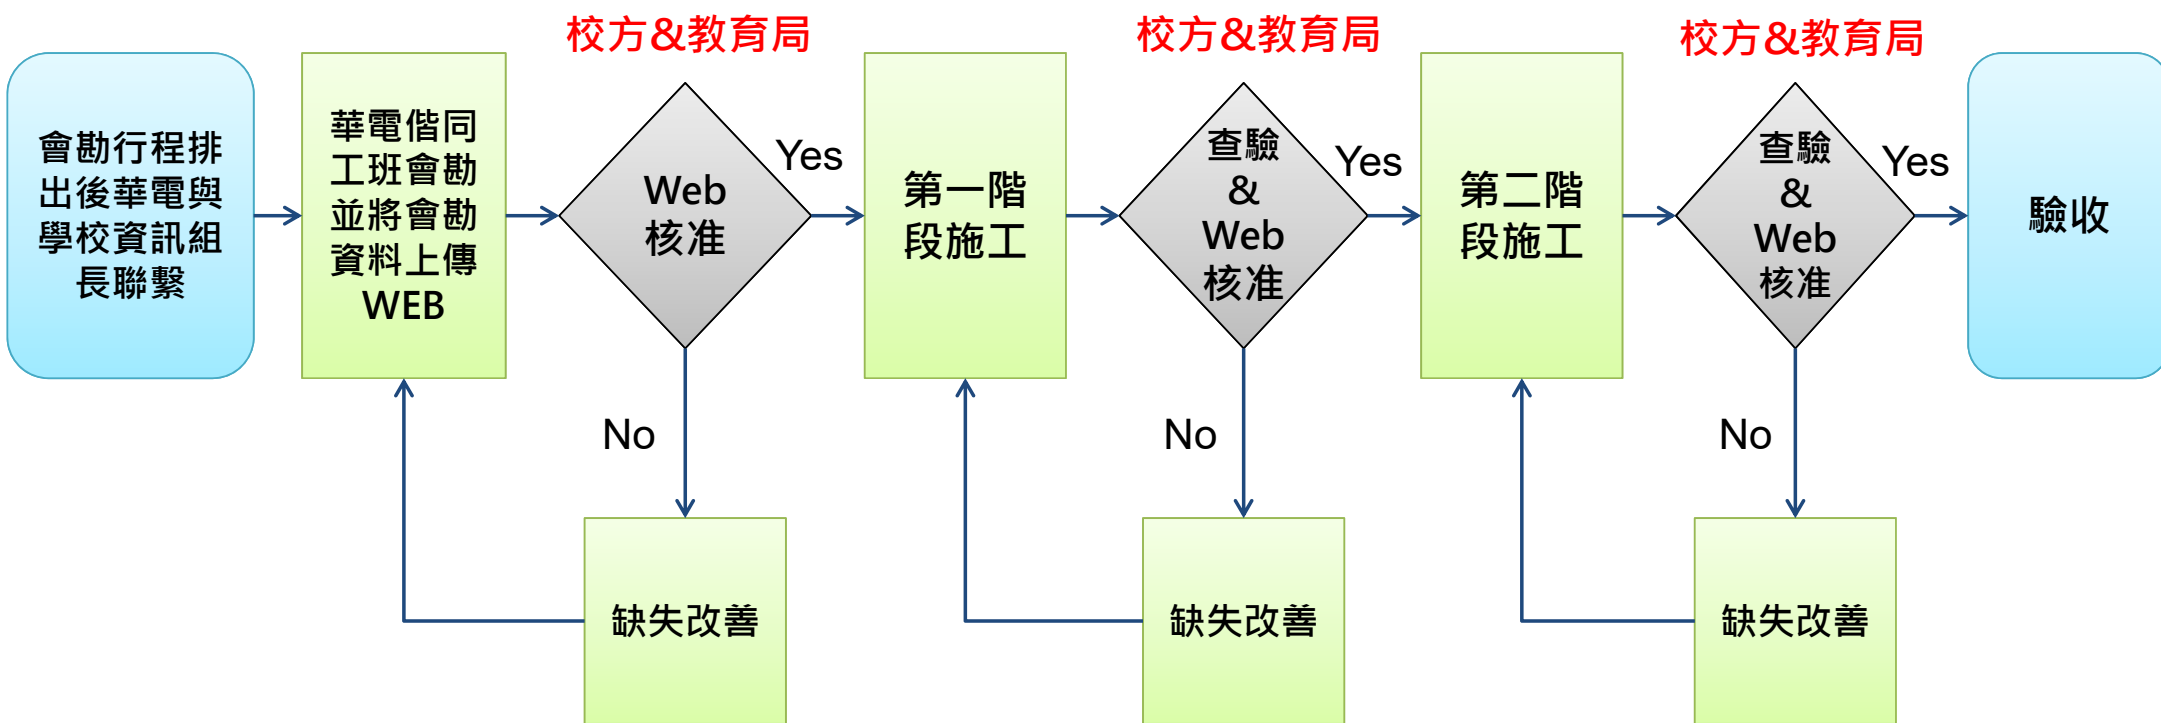 校方&教育局
校方&教育局
校方&教育局
會勘行程排
出後華電與
學校資訊組
長聯繫
華電偕同
工班會勘
並將會勘
資料上傳
WEB
Web
核准
Yes
No
缺失改善
第一階
段施工
查驗
&
Web
核准
Yes
No
缺失改善
第二階
段施工
查驗
&
Web
核准
Yes
No
缺失改善
驗收